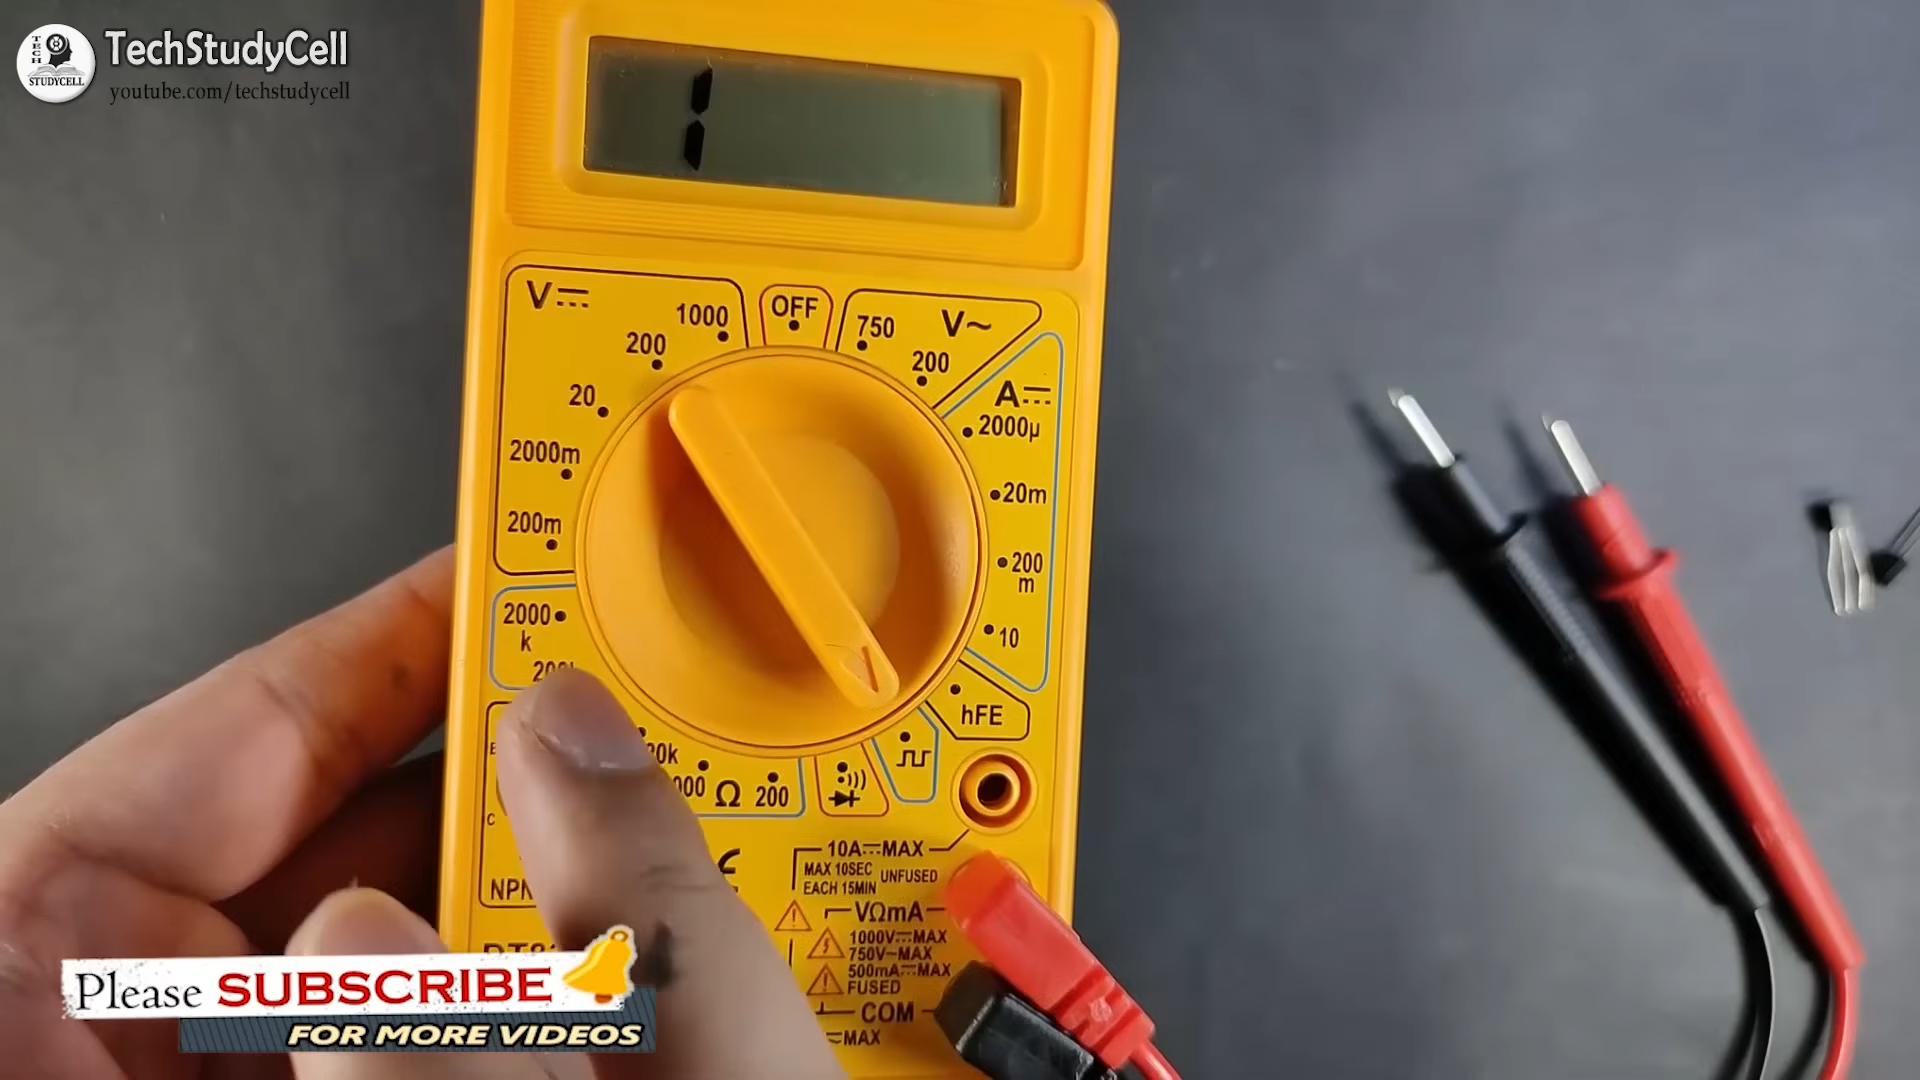 TECH
STUDYCELL
TechStudyCell
youtube.com/techstudycell
1
V
1000
OFF
750
V~
200
200
20
A
2000µ
2000m
20m
200m
200
m
2000
k
10
hFE
Ω
200
C
10A MAX
MAX 10SEC
EACH 15MIN
UNFUSED
NPN
VΩmA
1000V MAX
750V~MAX
500mA MAX
FUSED
COM
MAX
Please SUBSCRIBE
FOR MORE VIDEOS